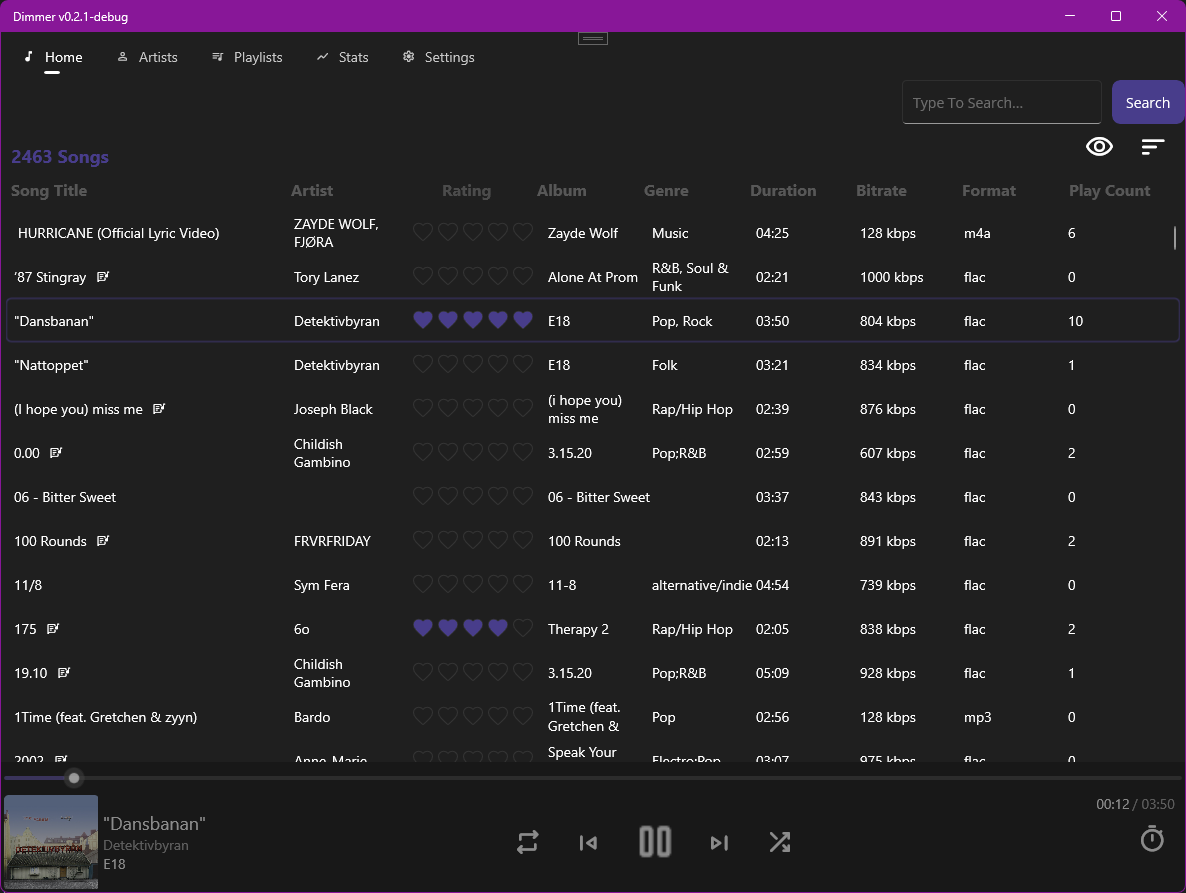 Dimmer v0.2.1-debug
Home Artists Playlists Stats Settings
Type To Search... Search
2463 Songs
Song Title Artist Rating Album Genre Duration Bitrate Format Play Count
HURRICANE (Official Lyric Video) ZAYDE WOLF, FJØRA Zayde Wolf Music 04:25 128 kbps m4a 6
'87 Stingray Tory Lanez Alone At Prom R&B, Soul & Funk 02:21 1000 kbps flac 0
"Dansbanan" Detektivbyran E18 Pop, Rock 03:50 804 kbps flac 10
"Nattoppet" Detektivbyran E18 Folk 03:21 834 kbps flac 1
(I hope you) miss me Joseph Black (i hope you) miss me Rap/Hip Hop 02:39 876 kbps flac 0
0.00 Childish Gambino 3.15.20 Pop;R&B 02:59 607 kbps flac 2
06 - Bitter Sweet 06 - Bitter Sweet 03:37 843 kbps flac 0
100 Rounds FRVRFRIDAY 100 Rounds 02:13 891 kbps flac 2
11/8 Sym Fera 11-8 alternative/indie 04:54 739 kbps flac 0
175 6o Therapy 2 Rap/Hip Hop 02:05 838 kbps flac 2
19.10 Childish Gambino 3.15.20 Pop;R&B 05:09 928 kbps flac 1
1Time (feat. Gretchen & zyyn) Bardo 1Time (feat. Gretchen & Pop 02:56 128 kbps mp3 0
2002 Anne-Marie Speak Your Electro;Pop 03:07 975 kbps flac 0
00:12 / 03:50
"Dansbanan"
Detektivbyran
E18